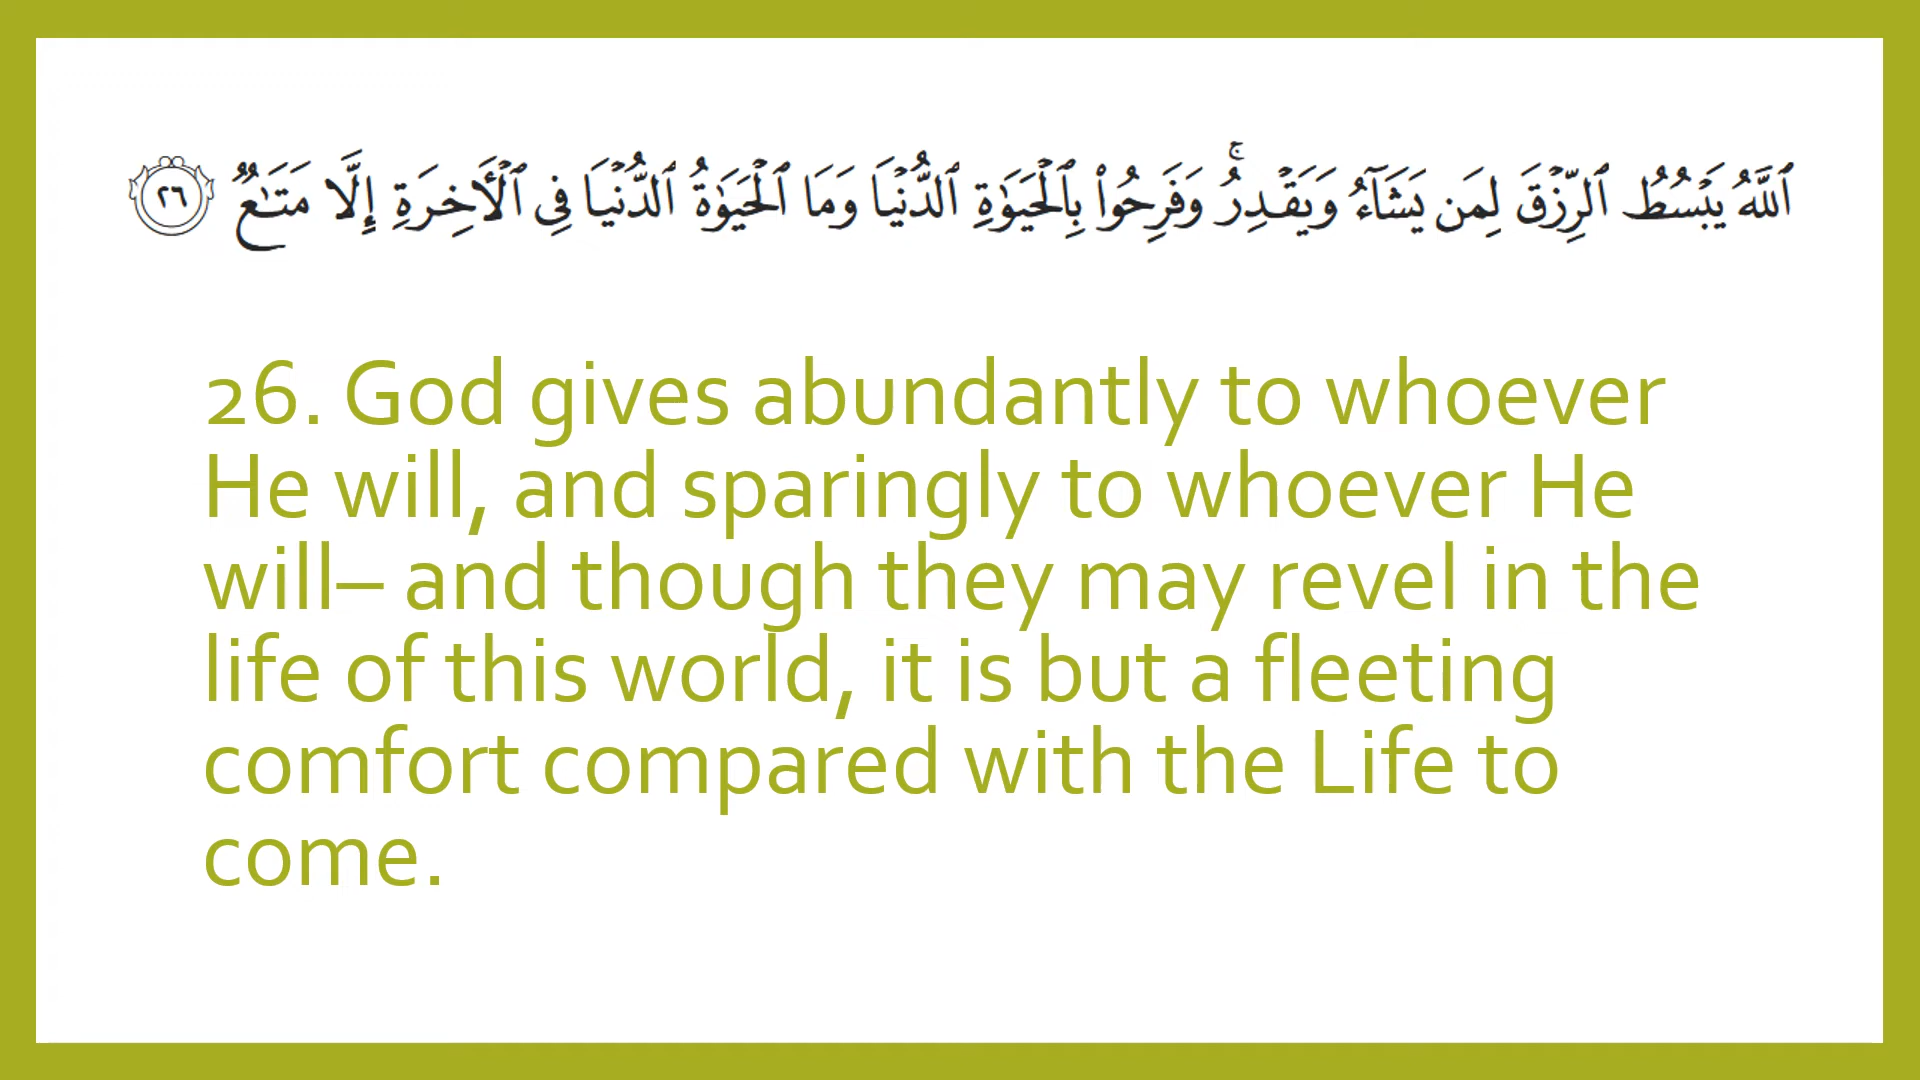 ٱللَّهُ يَبْسُطُ ٱلرِّزْقَ لِمَن يَشَآءُ وَيَقْدِرُ ۚ وَفَرِحُوا۟ بِٱلْحَيَوٰةِ ٱلدُّنْيَا وَمَا ٱلْحَيَوٰةُ ٱلدُّنْيَا فِى ٱلْـَٔاخِرَةِ إِلَّا مَتَـٰعٌ ٢٦
26. God gives abundantly to whoever
He will, and sparingly to whoever He
will– and though they may revel in the
life of this world, it is but a fleeting
comfort compared with the Life to
come.